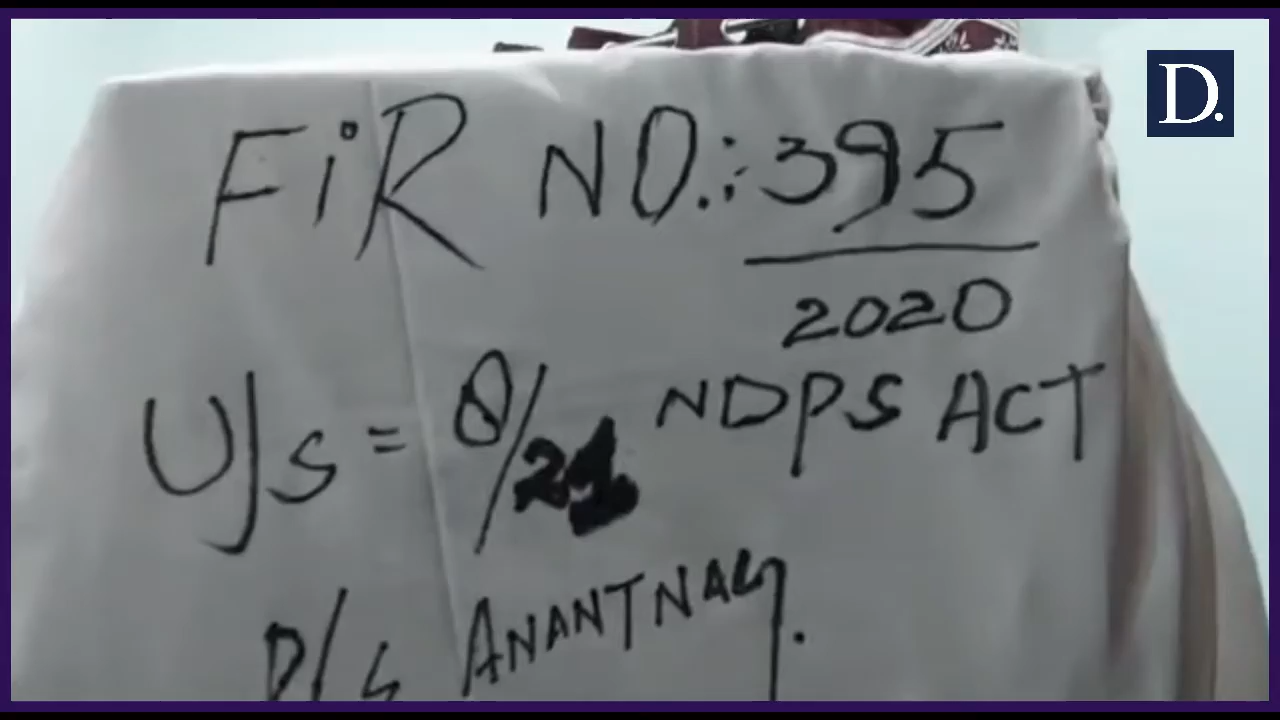 D.
FiR NO.: 395
2020
U/S = 8/21 NDPS ACT
P/S ANANTNAG.